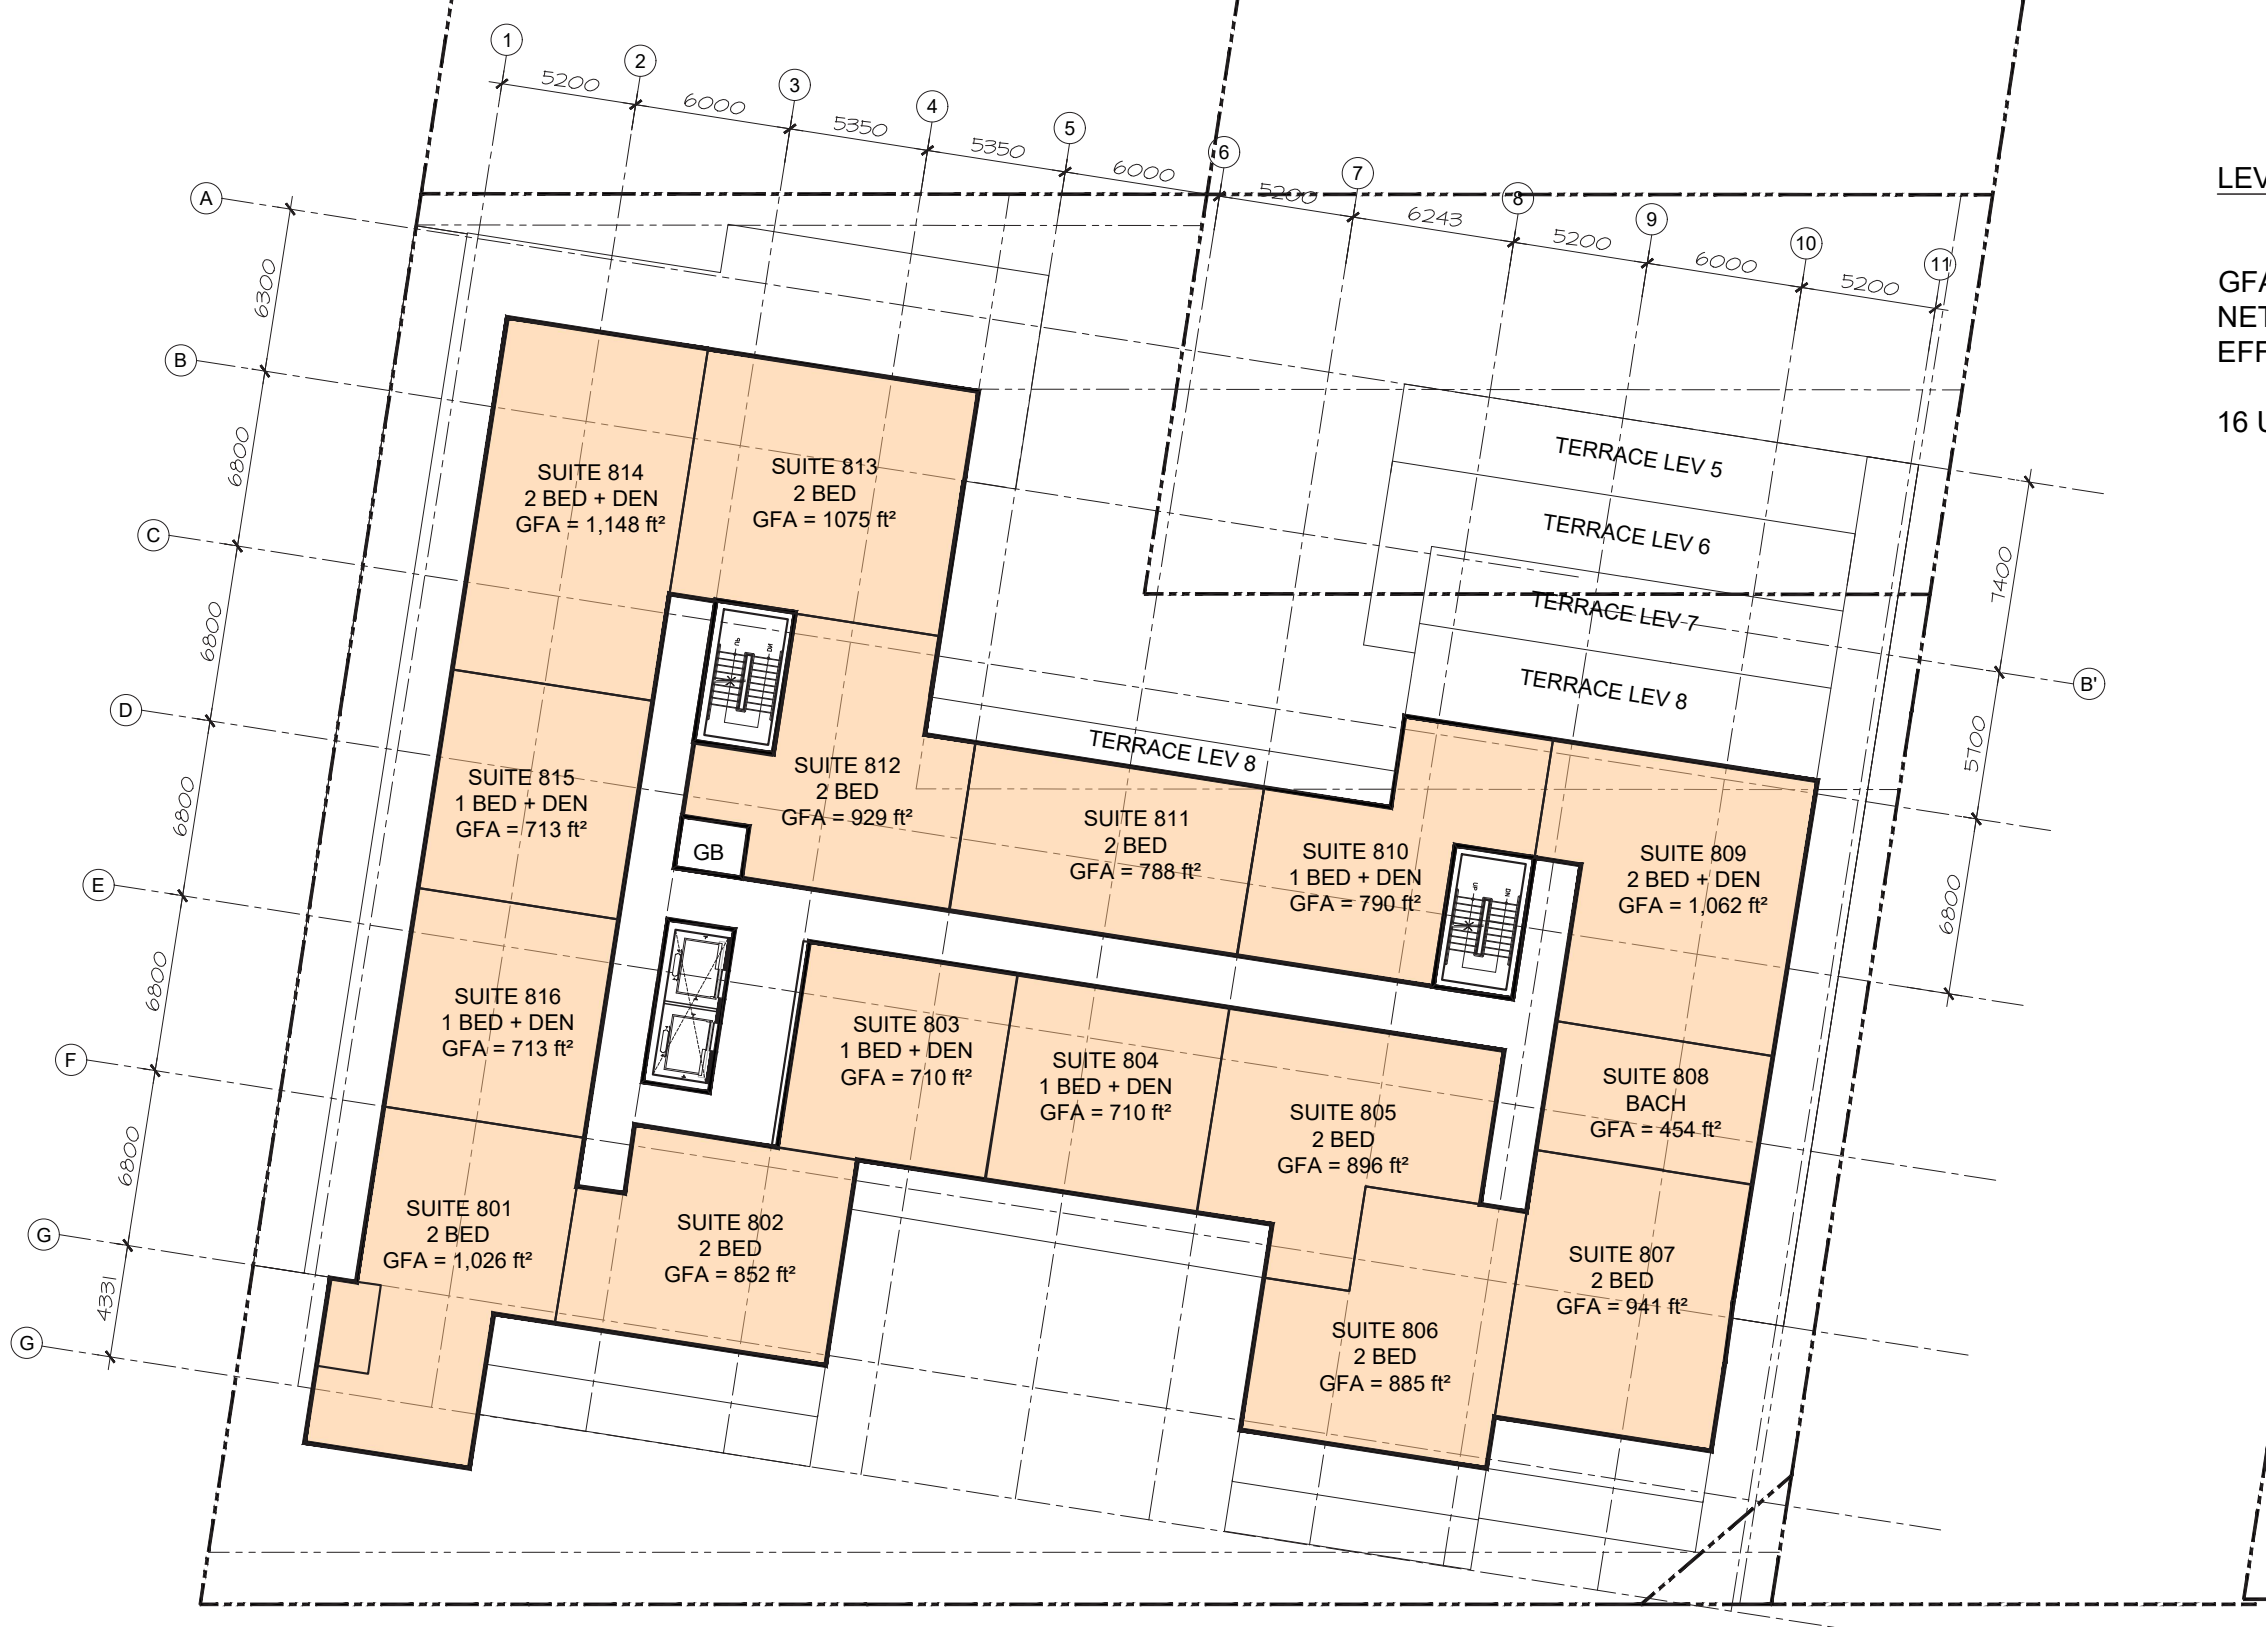 1
2
3
4
5
6
7
8
9
10
11
5200
6000
5350
5350
6000
5200
6243
5200
6000
5200
A
B
C
D
E
F
G
G
6300
6800
6800
6800
6800
6800
4331
B'
7400
5700
6800
LEV
GFA
NET
EFF
16 U
TERRACE LEV 5
TERRACE LEV 6
TERRACE LEV 7
TERRACE LEV 8
TERRACE LEV 8
SUITE 814
2 BED + DEN
GFA = 1,148 ft²
SUITE 813
2 BED
GFA = 1075 ft²
UP
DN
SUITE 815
1 BED + DEN
GFA = 713 ft²
SUITE 812
2 BED
GFA = 929 ft²
GB
SUITE 811
2 BED
GFA = 788 ft²
SUITE 810
1 BED + DEN
GFA = 790 ft²
UP
DN
SUITE 809
2 BED + DEN
GFA = 1,062 ft²
SUITE 816
1 BED + DEN
GFA = 713 ft²
SUITE 803
1 BED + DEN
GFA = 710 ft²
SUITE 804
1 BED + DEN
GFA = 710 ft²
SUITE 805
2 BED
GFA = 896 ft²
SUITE 808
BACH
GFA = 454 ft²
SUITE 801
2 BED
GFA = 1,026 ft²
SUITE 802
2 BED
GFA = 852 ft²
SUITE 807
2 BED
GFA = 941 ft²
SUITE 806
2 BED
GFA = 885 ft²